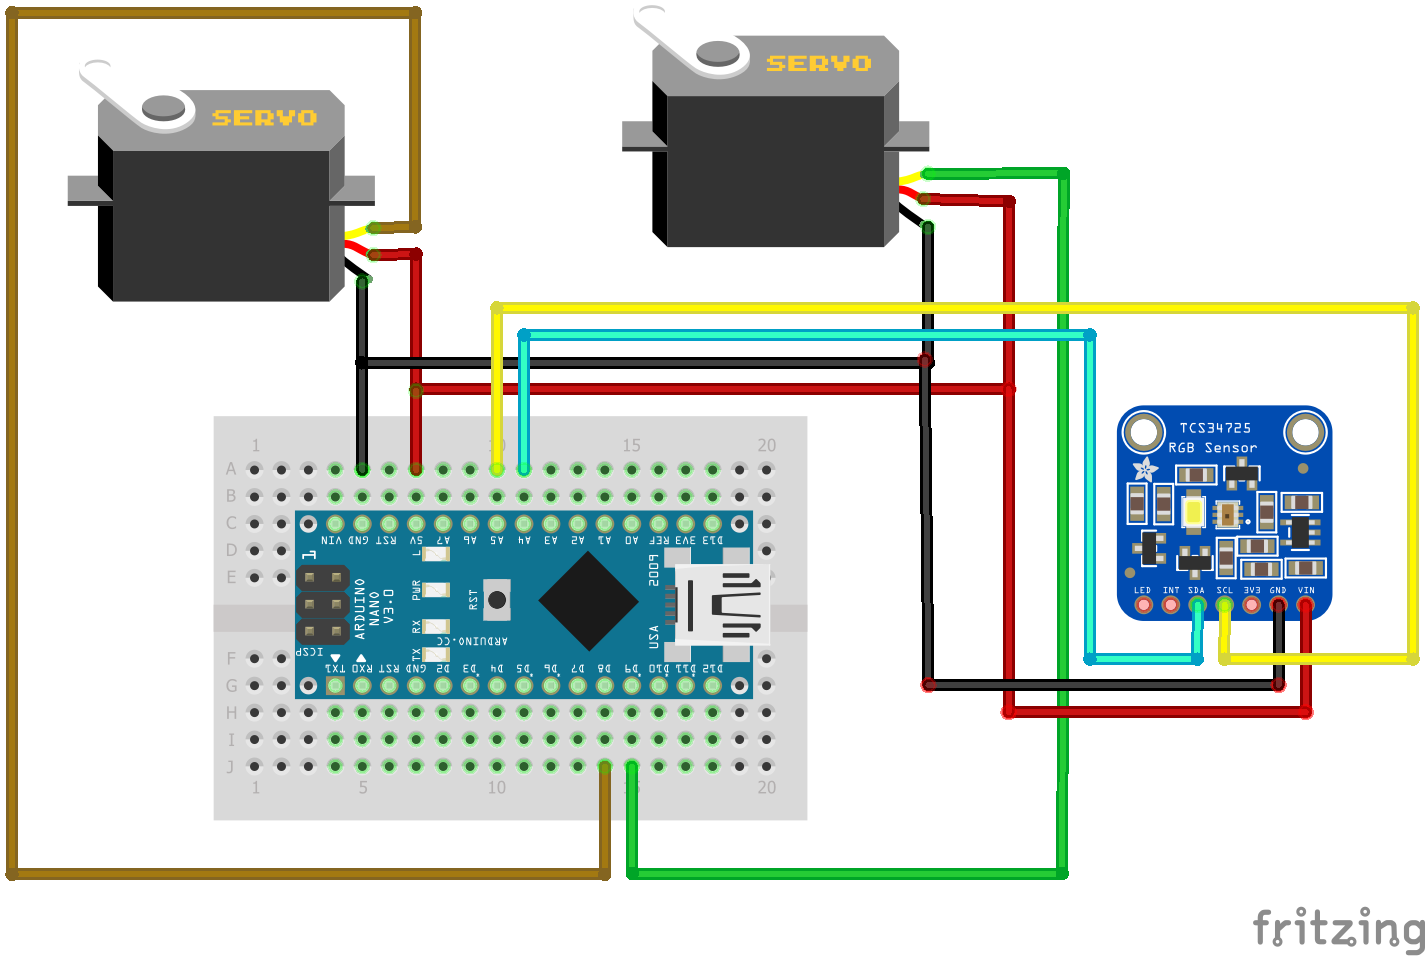 SERVO
SERVO
1 10 15 20
A
B
C
D
E
F
G
H
I
J
VIN GND RST 5V A7 A6 A5 A4 A3 A2 A1 A0 REF 3V3 D13
L
PWR
RX
TX
RST
ARDUINO
NANO
V3.0
ICSP
ARDUINO.CC
2009
USA
TX1 RX0 RST GND D2 D3 D4 D5 D6 D7 D8 D9 D10 D11 D12
1 5 10 15 20
TCS34725
RGB Sensor
LED INT SDA SCL 3V3 GND VIN
fritzing